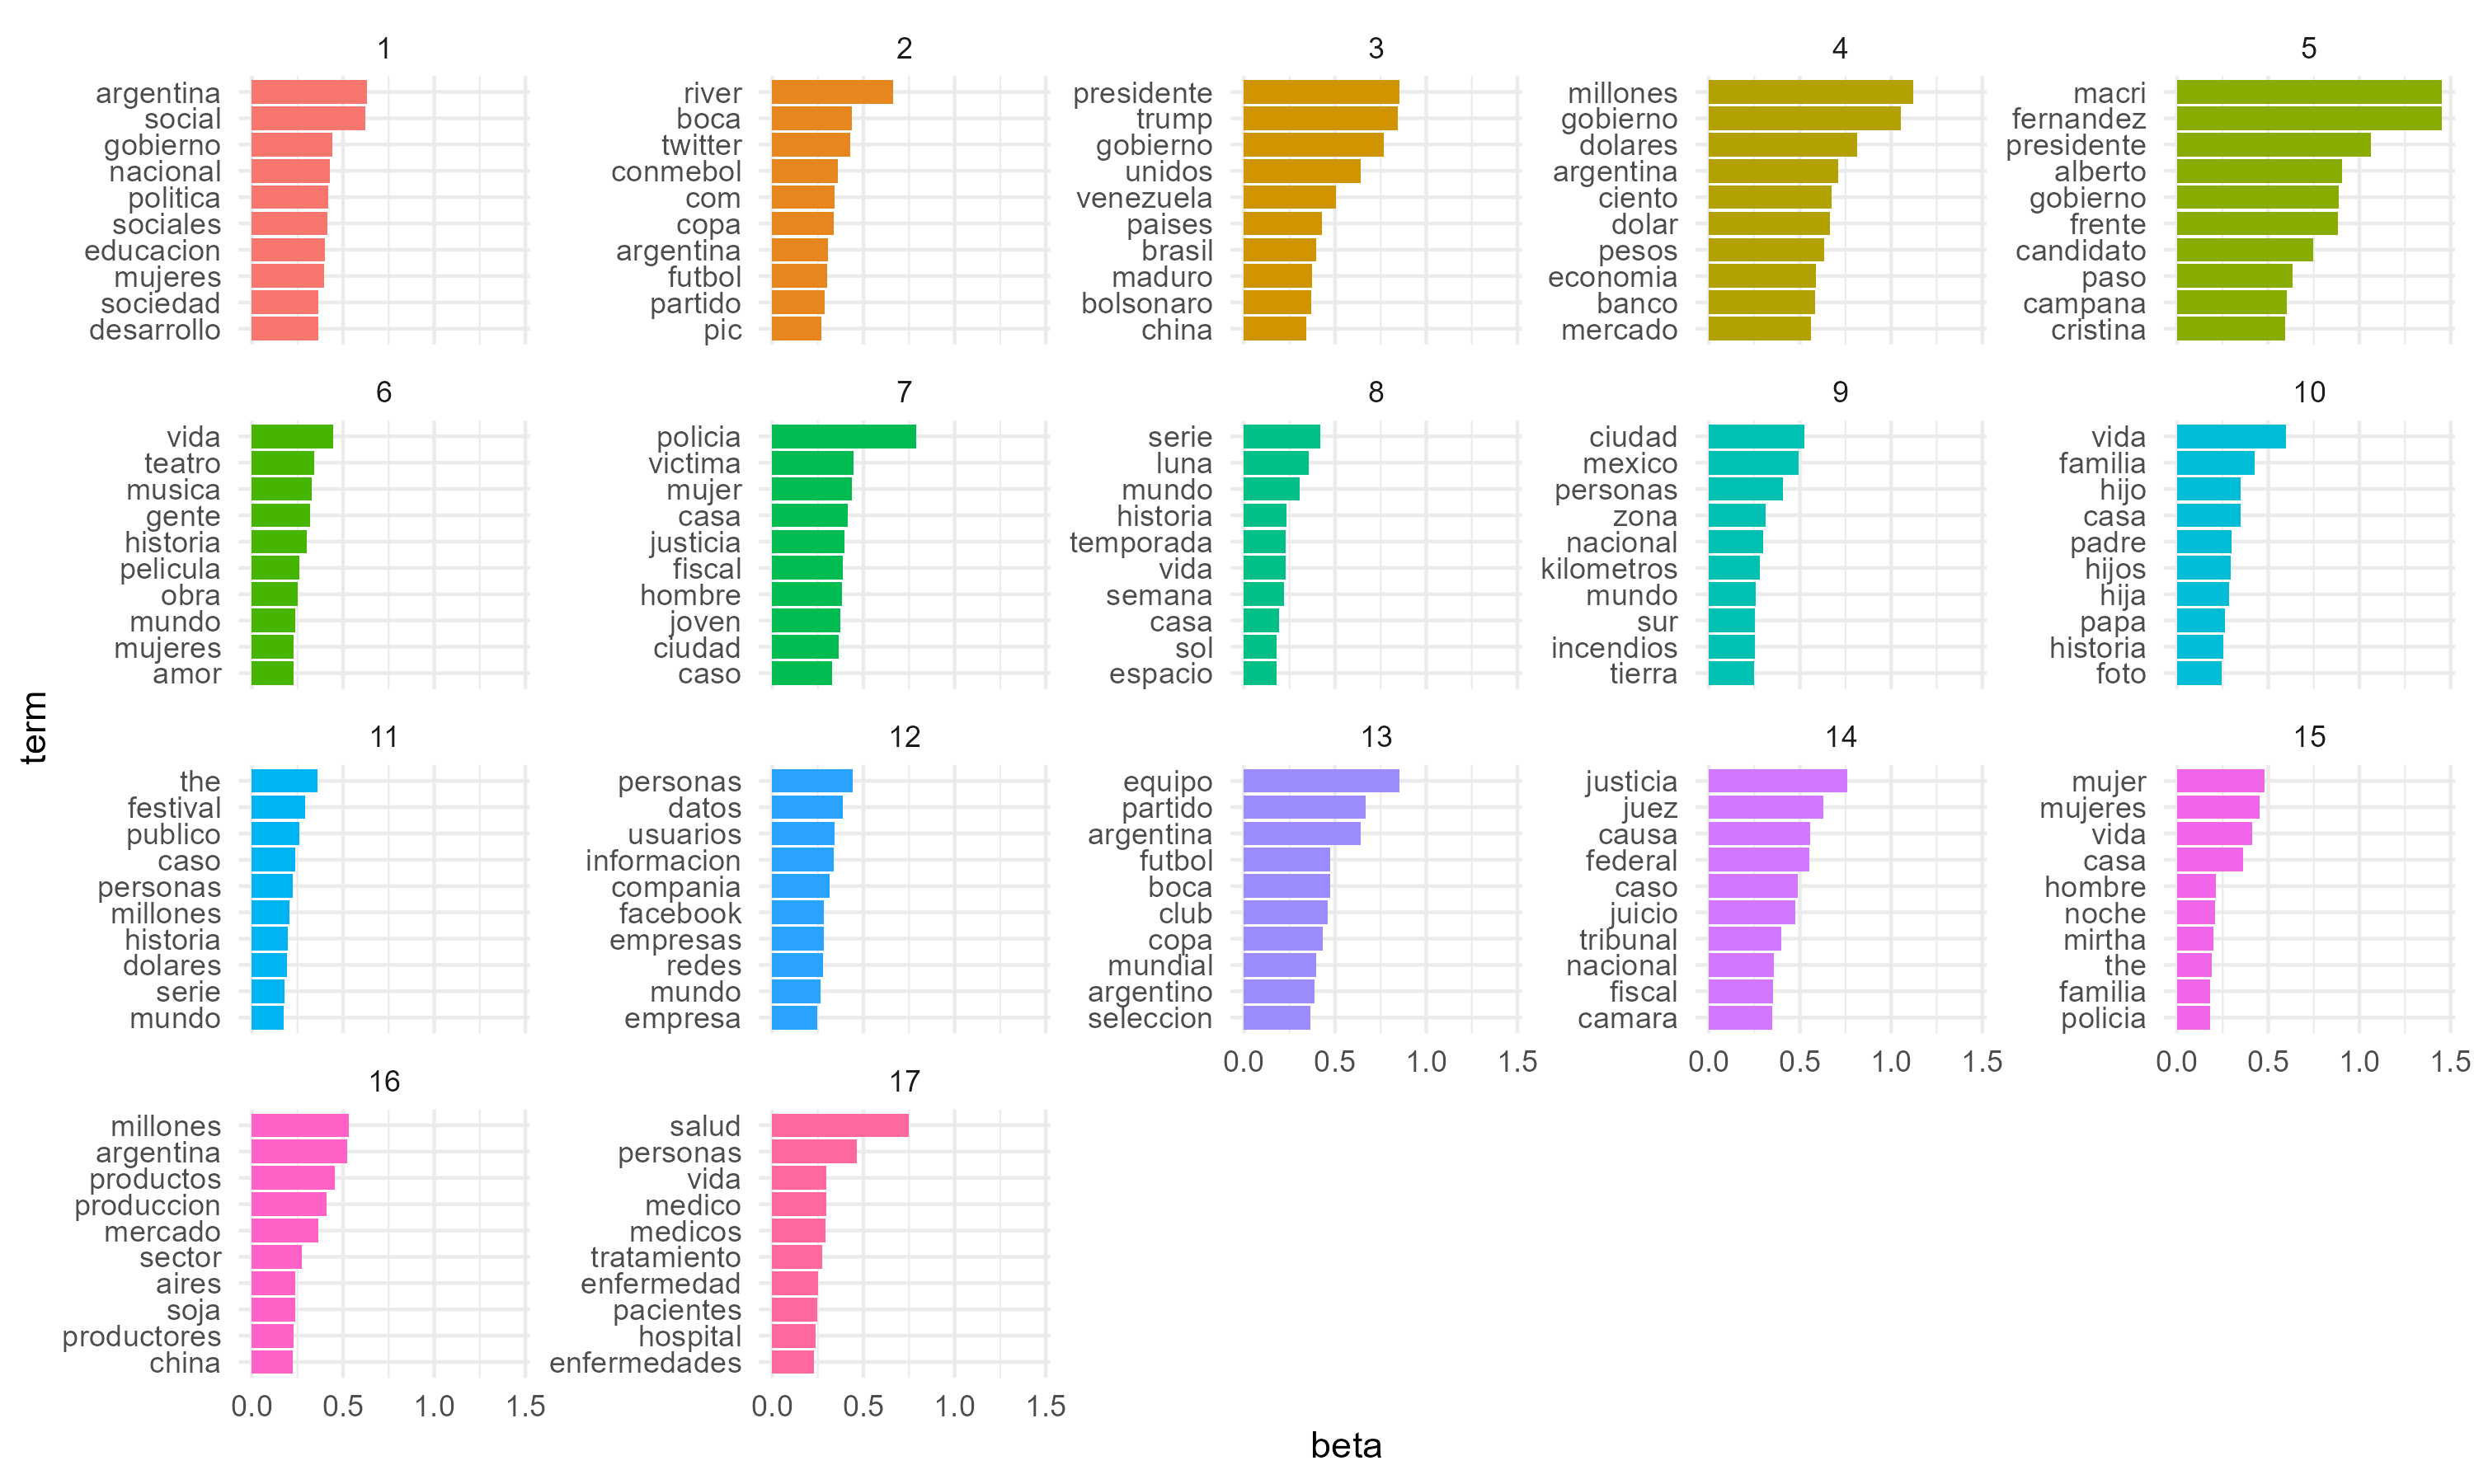 1
argentina
social
gobierno
nacional
politica
sociales
educacion
mujeres
sociedad
desarrollo
2
river
boca
twitter
conmebol
com
copa
argentina
futbol
partido
pic
3
presidente
trump
gobierno
unidos
venezuela
paises
brasil
maduro
bolsonaro
china
4
millones
gobierno
dolares
argentina
ciento
dolar
pesos
economia
banco
mercado
5
macri
fernandez
presidente
alberto
gobierno
frente
candidato
paso
campana
cristina
6
vida
teatro
musica
gente
historia
pelicula
obra
mundo
mujeres
amor
7
policia
victima
mujer
casa
justicia
fiscal
hombre
joven
ciudad
caso
8
serie
luna
mundo
historia
temporada
vida
semana
casa
sol
espacio
9
ciudad
mexico
personas
zona
nacional
kilometros
mundo
sur
incendios
tierra
10
vida
familia
hijo
casa
padre
hijos
hija
papa
historia
foto
11
the
festival
publico
caso
personas
millones
historia
dolares
serie
mundo
12
personas
datos
usuarios
informacion
compania
facebook
empresas
redes
mundo
empresa
13
equipo
partido
argentina
futbol
boca
club
copa
mundial
argentino
seleccion
0.0 0.5 1.0 1.5
14
justicia
juez
causa
federal
caso
juicio
tribunal
nacional
fiscal
camara
0.0 0.5 1.0 1.5
15
mujer
mujeres
vida
casa
hombre
noche
mirtha
the
familia
policia
0.0 0.5 1.0 1.5
16
millones
argentina
productos
produccion
mercado
sector
aires
soja
productores
china
0.0 0.5 1.0 1.5
17
salud
personas
vida
medico
medicos
tratamiento
enfermedad
pacientes
hospital
enfermedades
0.0 0.5 1.0 1.5
term
beta